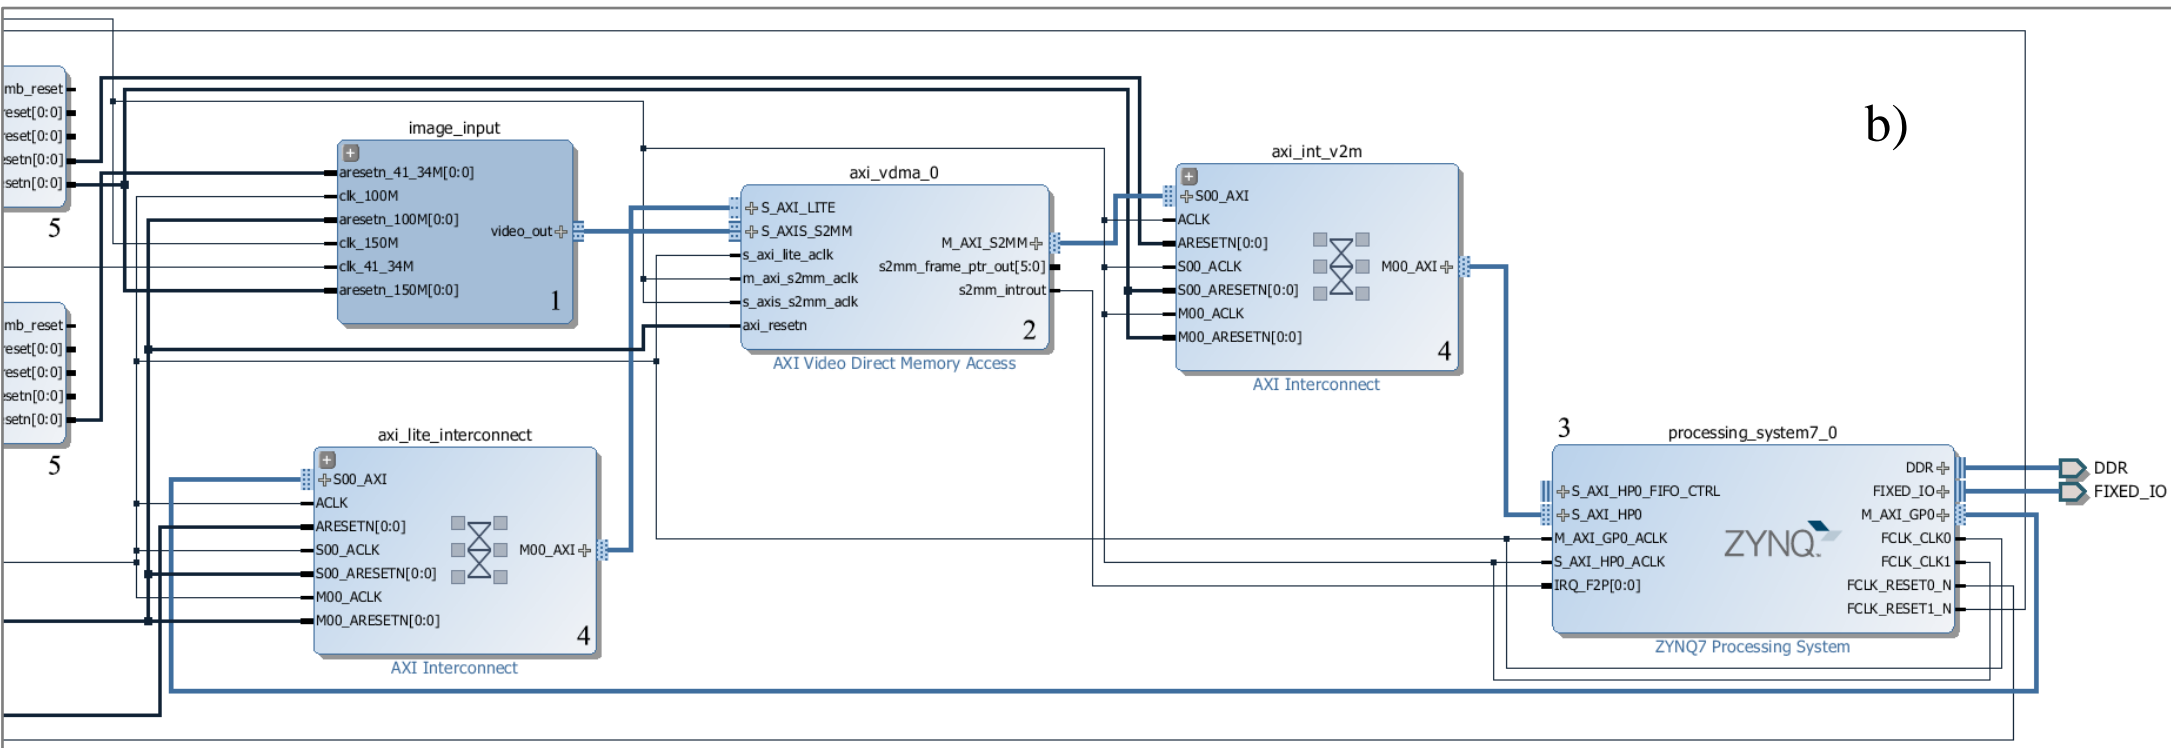 b)
mb_reset
eset[0:0]
eset[0:0]
setn[0:0]
setn[0:0]
5
mb_reset
eset[0:0]
eset[0:0]
setn[0:0]
setn[0:0]
5
image_input
aresetn_41_34M[0:0]
clk_100M
aresetn_100M[0:0]
clk_150M
clk_41_34M
aresetn_150M[0:0]
video_out
1
axi_vdma_0
S_AXI_LITE
S_AXIS_S2MM
s_axi_lite_aclk
m_axi_s2mm_aclk
s_axis_s2mm_aclk
axi_resetn
M_AXI_S2MM
s2mm_frame_ptr_out[5:0]
s2mm_introut
2
AXI Video Direct Memory Access
axi_int_v2m
S00_AXI
ACLK
ARESETN[0:0]
S00_ACLK
S00_ARESETN[0:0]
M00_ACLK
M00_ARESETN[0:0]
M00_AXI
4
AXI Interconnect
axi_lite_interconnect
S00_AXI
ACLK
ARESETN[0:0]
S00_ACLK
S00_ARESETN[0:0]
M00_ACLK
M00_ARESETN[0:0]
M00_AXI
4
AXI Interconnect
3
processing_system7_0
S_AXI_HP0_FIFO_CTRL
S_AXI_HP0
M_AXI_GP0_ACLK
S_AXI_HP0_ACLK
IRQ_F2P[0:0]
ZYNQ
DDR
FIXED_IO
M_AXI_GP0
FCLK_CLK0
FCLK_CLK1
FCLK_RESET0_N
FCLK_RESET1_N
ZYNQ7 Processing System
DDR
FIXED_IO